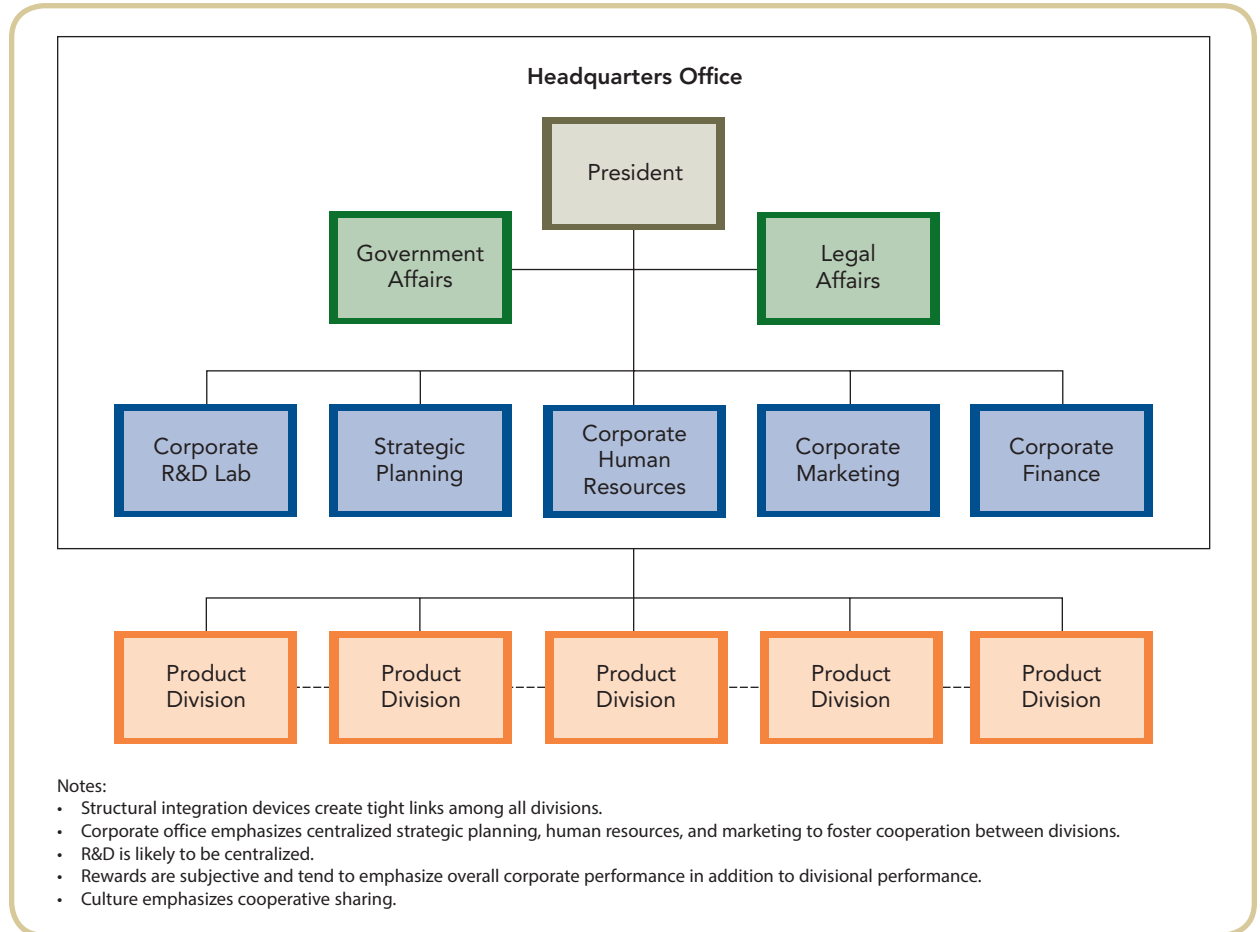 Headquarters Office
President
Government
Affairs
Legal
Affairs
Corporate
R&D Lab
Strategic
Planning
Corporate
Human
Resources
Corporate
Marketing
Corporate
Finance
Product
Division
Product
Division
Product
Division
Product
Division
Product
Division
Notes:
• Structural integration devices create tight links among all divisions.
• Corporate office emphasizes centralized strategic planning, human resources, and marketing to foster cooperation between divisions.
• R&D is likely to be centralized.
• Rewards are subjective and tend to emphasize overall corporate performance in addition to divisional performance.
• Culture emphasizes cooperative sharing.